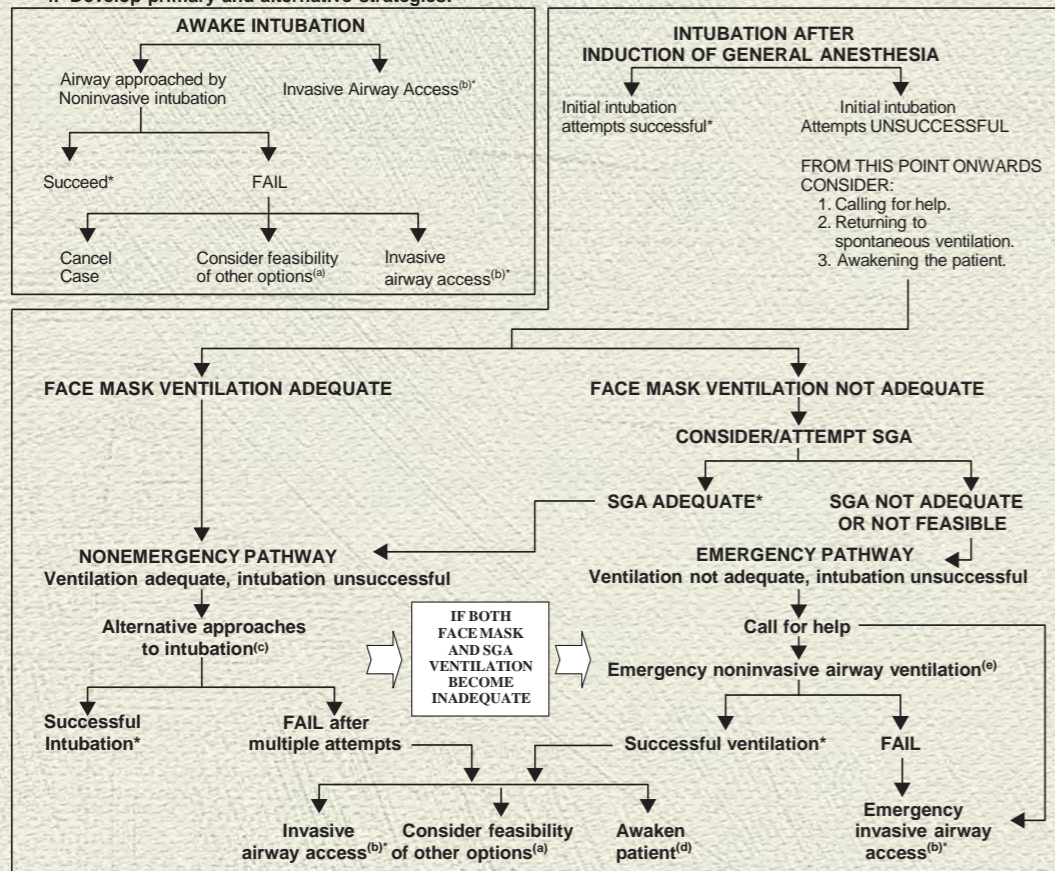 AWAKE INTUBATION
Airway approached by
Noninvasive intubation
Invasive Airway Access(b)*
Succeed*
FAIL
Cancel
Case
Consider feasibility
of other options(a)
Invasive
airway access(b)*
INTUBATION AFTER
INDUCTION OF GENERAL ANESTHESIA
Initial intubation
attempts successful*
Initial intubation
Attempts UNSUCCESSFUL
FROM THIS POINT ONWARDS
CONSIDER:
1. Calling for help.
2. Returning to
spontaneous ventilation.
3. Awakening the patient.
FACE MASK VENTILATION ADEQUATE
FACE MASK VENTILATION NOT ADEQUATE
CONSIDER/ATTEMPT SGA
SGA ADEQUATE*
SGA NOT ADEQUATE
OR NOT FEASIBLE
NONEMERGENCY PATHWAY
Ventilation adequate, intubation unsuccessful
EMERGENCY PATHWAY
Ventilation not adequate, intubation unsuccessful
Alternative approaches
to intubation(c)
IF BOTH
FACE MASK
AND SGA
VENTILATION
BECOME
INADEQUATE
Call for help
Emergency noninvasive airway ventilation(e)
Successful
Intubation*
FAIL after
multiple attempts
Successful ventilation*
FAIL
Invasive
airway access(b)*
Consider feasibility
of other options(a)
Awaken
patient(d)
Emergency
invasive airway
access(b)*